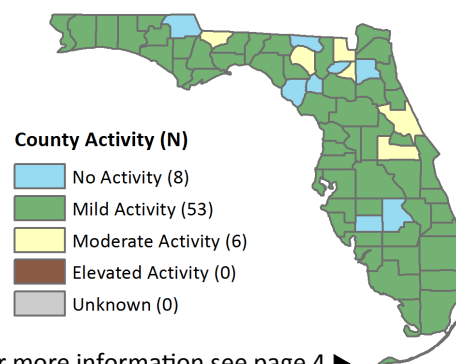 County Activity (N)
No Activity (8)
Mild Activity (53)
Moderate Activity (6)
Elevated Activity (0)
Unknown (0)
r more information see page 4